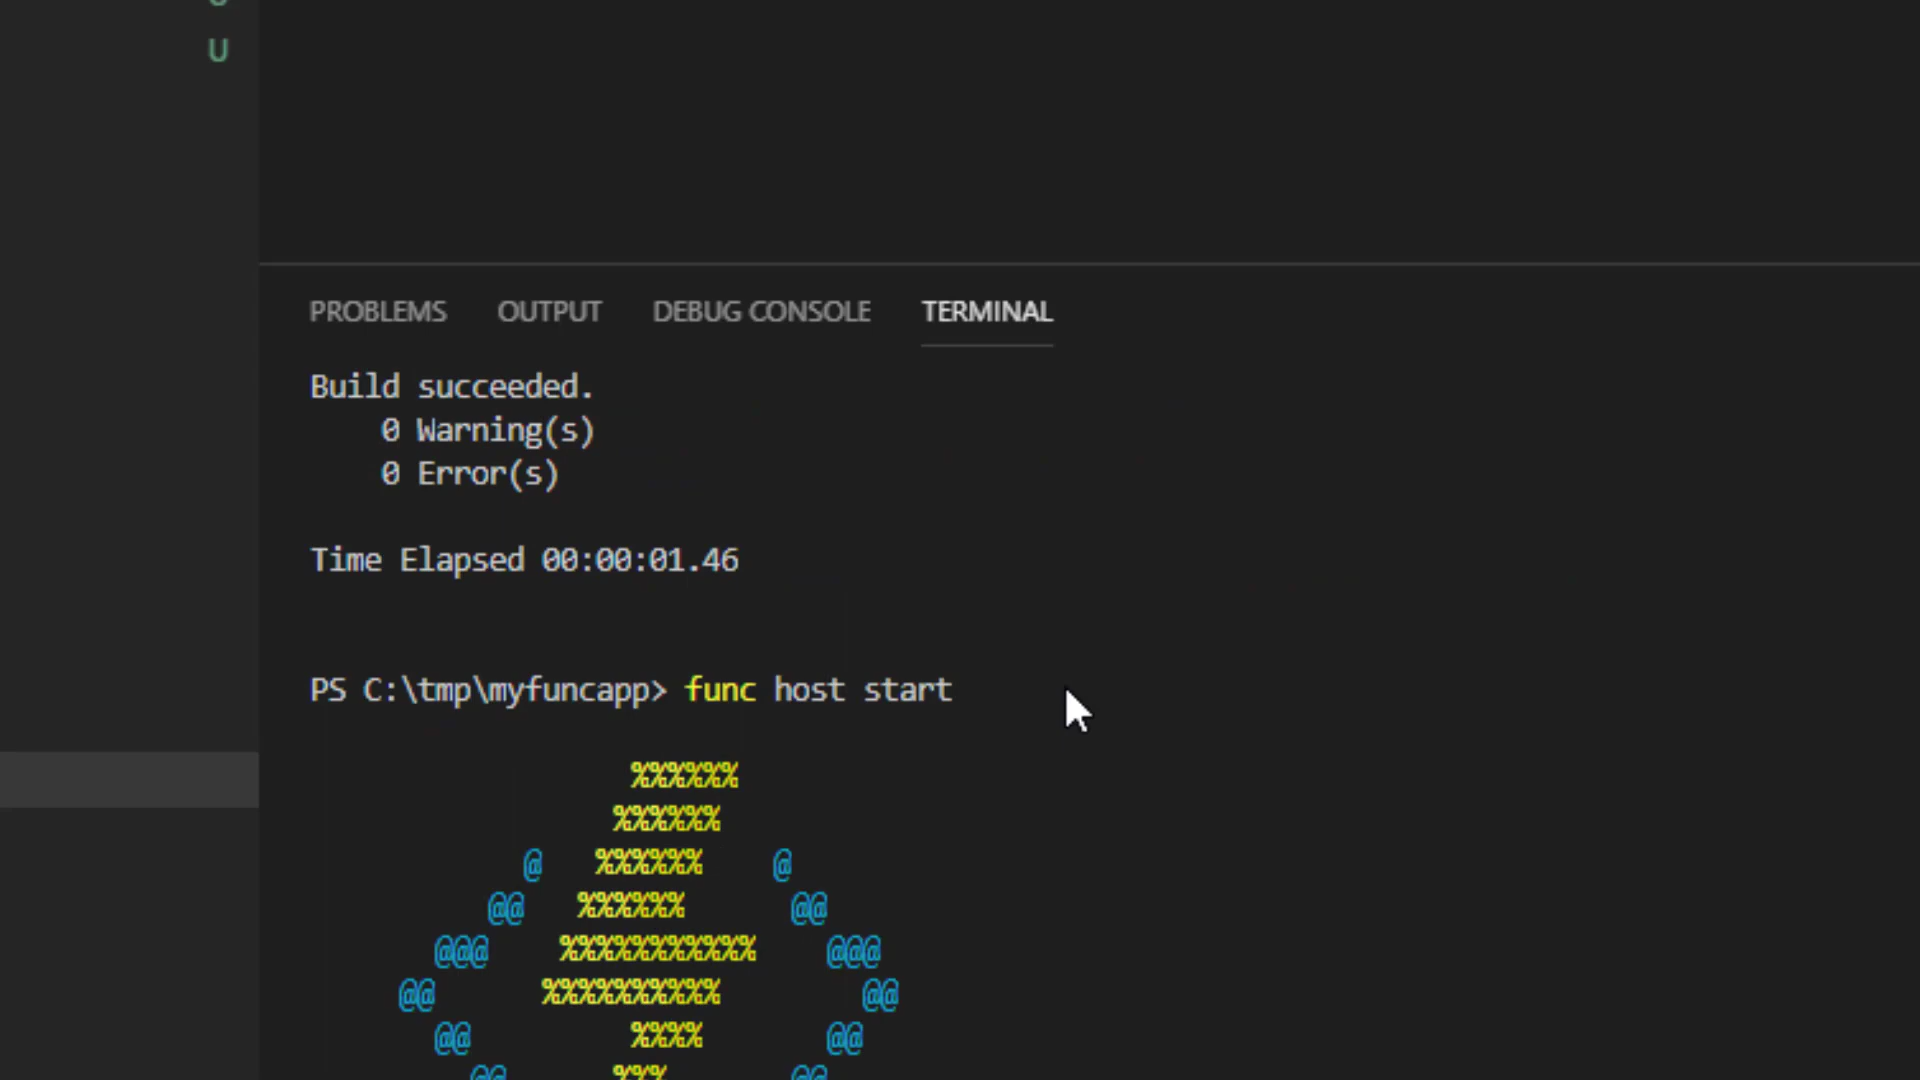 U
PROBLEMS OUTPUT DEBUG CONSOLE TERMINAL
Build succeeded.
0 Warning(s)
0 Error(s)
Time Elapsed 00:00:01.46
PS C:\tmp\myfuncapp> func host start
%%%%%%
%%%%%%
@ %%%%%% @
@@ %%%%%% @@
@@@ %%%%%%%%%%% @@@
@@ %%%%%%%%%% @@
@@ %%%% @@
@@ %%% @@